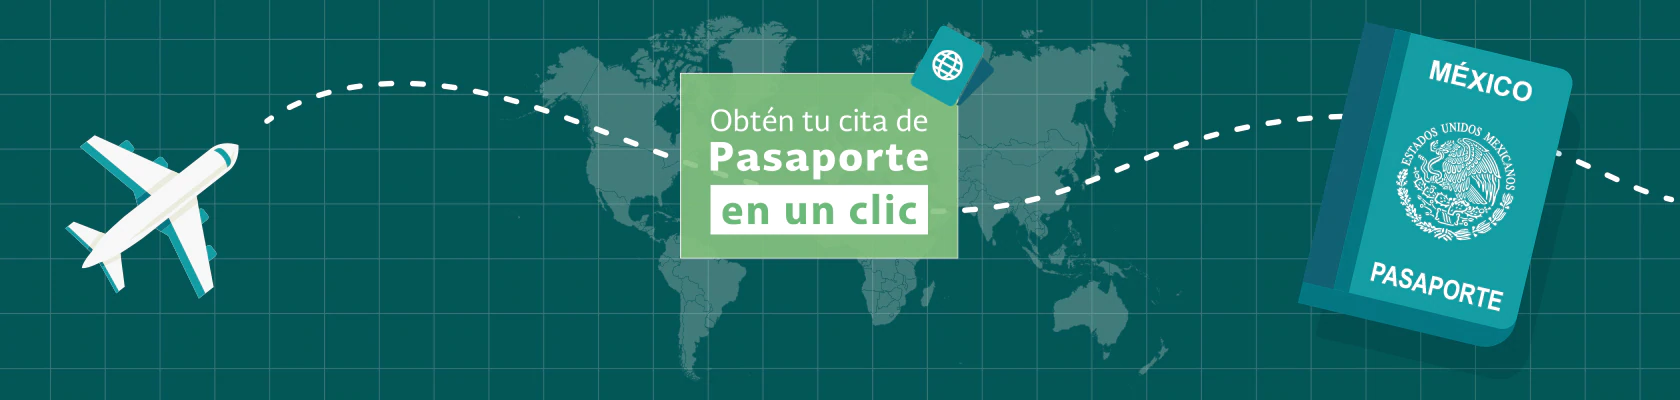 Obtén tu cita de
Pasaporte
en un clic
MÉXICO
ESTADOS UNIDOS MEXICANOS
PASAPORTE